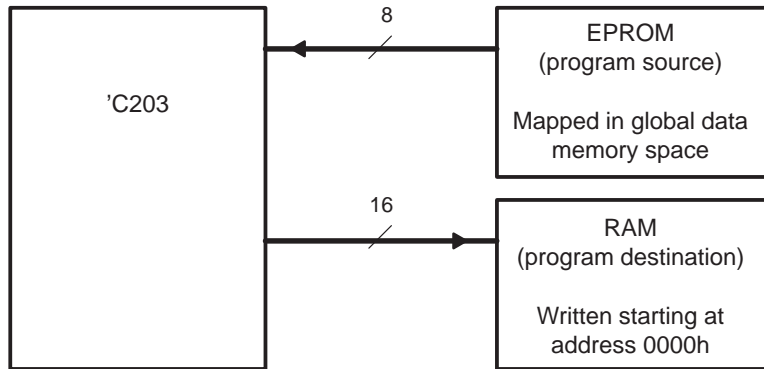 'C203
8
EPROM
(program source)
Mapped in global data
memory space
16
RAM
(program destination)
Written starting at
address 0000h